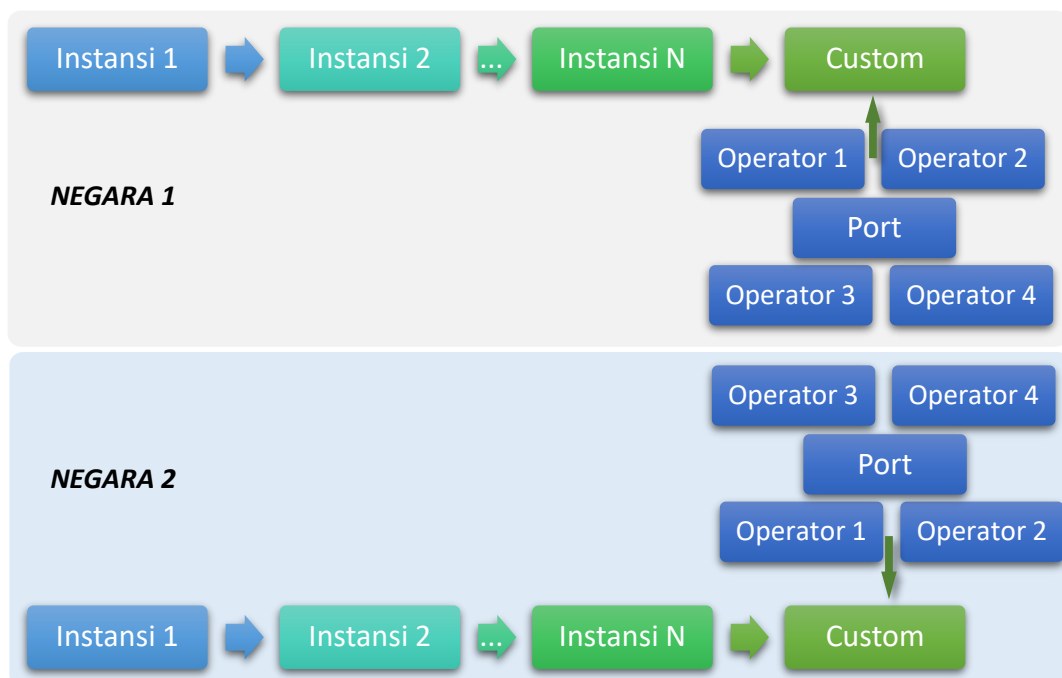 Instansi 1
Instansi 2
...
Instansi N
Custom
Operator 1
Operator 2
NEGARA 1
Port
Operator 3
Operator 4
Operator 3
Operator 4
NEGARA 2
Port
Operator 1
Operator 2
Instansi 1
Instansi 2
...
Instansi N
Custom